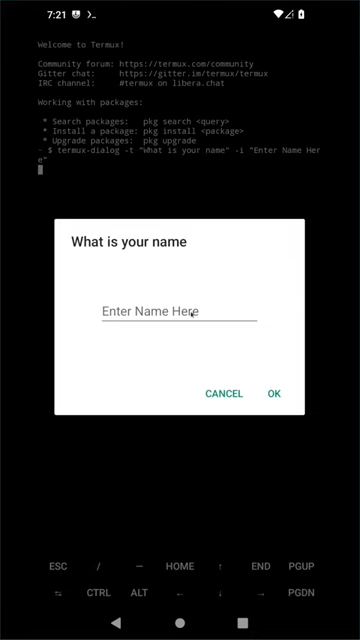 7:21
Welcome to Termux!
Community forum: https://termux.com/community
Gitter chat: https://gitter.im/termux/termux
IRC channel: #termux on libera.chat
Working with packages:
* Search packages: pkg search <query>
* Install a package: pkg install <package>
* Upgrade packages: pkg upgrade
~ $ termux-dialog -t "What is your name" -i "Enter Name Her
e"
What is your name
Enter Name Here
CANCEL OK
ESC / — HOME ↑ END PGUP
⇆ CTRL ALT ← ↓ → PGDN